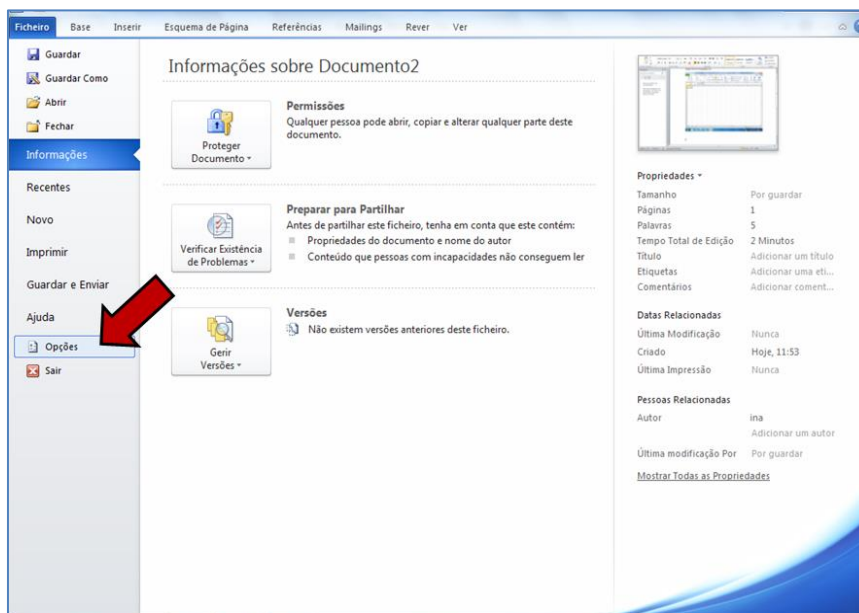 Ficheiro Base Inserir Esquema de Página Referências Mailings Rever Ver
Guardar
Guardar Como
Abrir
Fechar
Informações
Recentes
Novo
Imprimir
Guardar e Enviar
Ajuda
Opções
Sair
Informações sobre Documento2
Proteger
Documento
Permissões
Qualquer pessoa pode abrir, copiar e alterar qualquer parte deste
documento.
Verificar Existência
de Problemas
Preparar para Partilhar
Antes de partilhar este ficheiro, tenha em conta que este contém:
Propriedades do documento e nome do autor
Conteúdo que pessoas com incapacidades não conseguem ler
Gerir
Versões
Versões
Não existem versões anteriores deste ficheiro.
Propriedades
Tamanho Por guardar
Páginas 1
Palavras 5
Tempo Total de Edição 2 Minutos
Título Adicionar um título
Etiquetas Adicionar uma eti...
Comentários Adicionar coment...
Datas Relacionadas
Última Modificação Nunca
Criado Hoje, 11:53
Última Impressão Nunca
Pessoas Relacionadas
Autor ina
Adicionar um autor
Última modificação Por Por guardar
Mostrar Todas as Propriedades